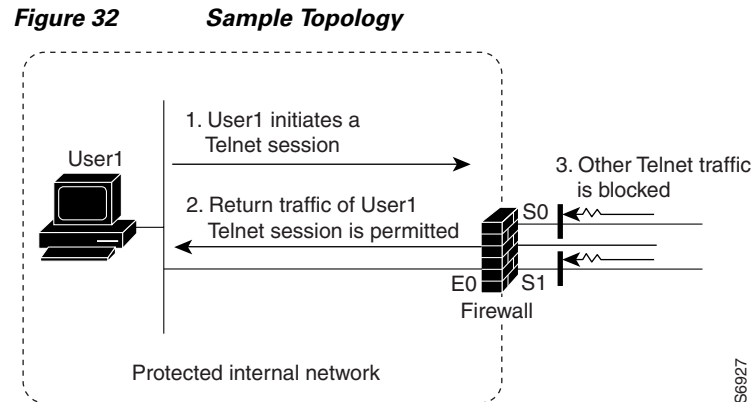 Figure 32 Sample Topology
1. User1 initiates a
Telnet session
User1
3. Other Telnet traffic
is blocked
2. Return traffic of User1
Telnet session is permitted
S0
E0
S1
Firewall
Protected internal network
S6927